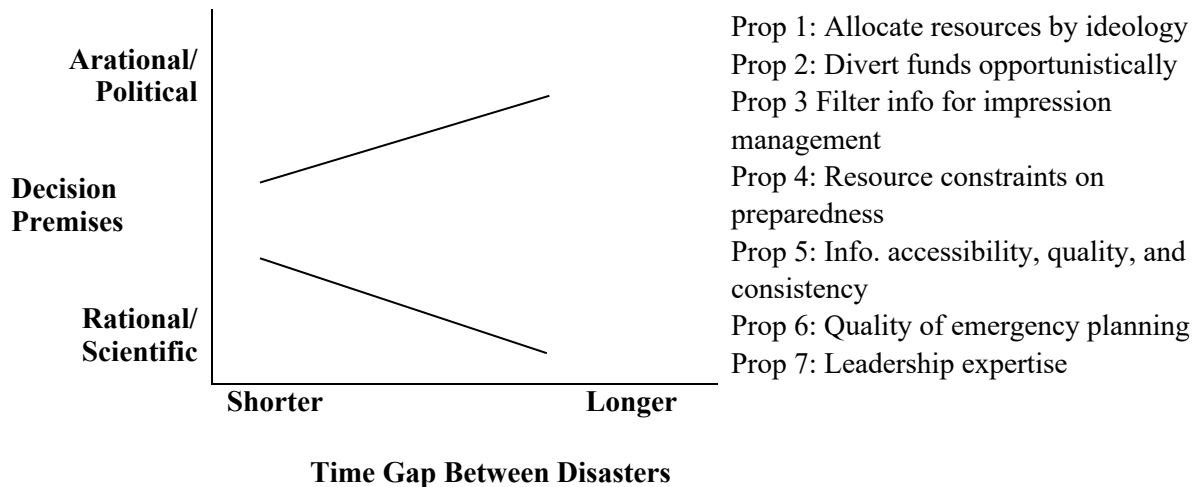 Arational/
Political
Decision
Premises
Rational/
Scientific
Shorter
Longer
Time Gap Between Disasters
Prop 1: Allocate resources by ideology
Prop 2: Divert funds opportunistically
Prop 3 Filter info for impression
management
Prop 4: Resource constraints on
preparedness
Prop 5: Info. accessibility, quality, and
consistency
Prop 6: Quality of emergency planning
Prop 7: Leadership expertise